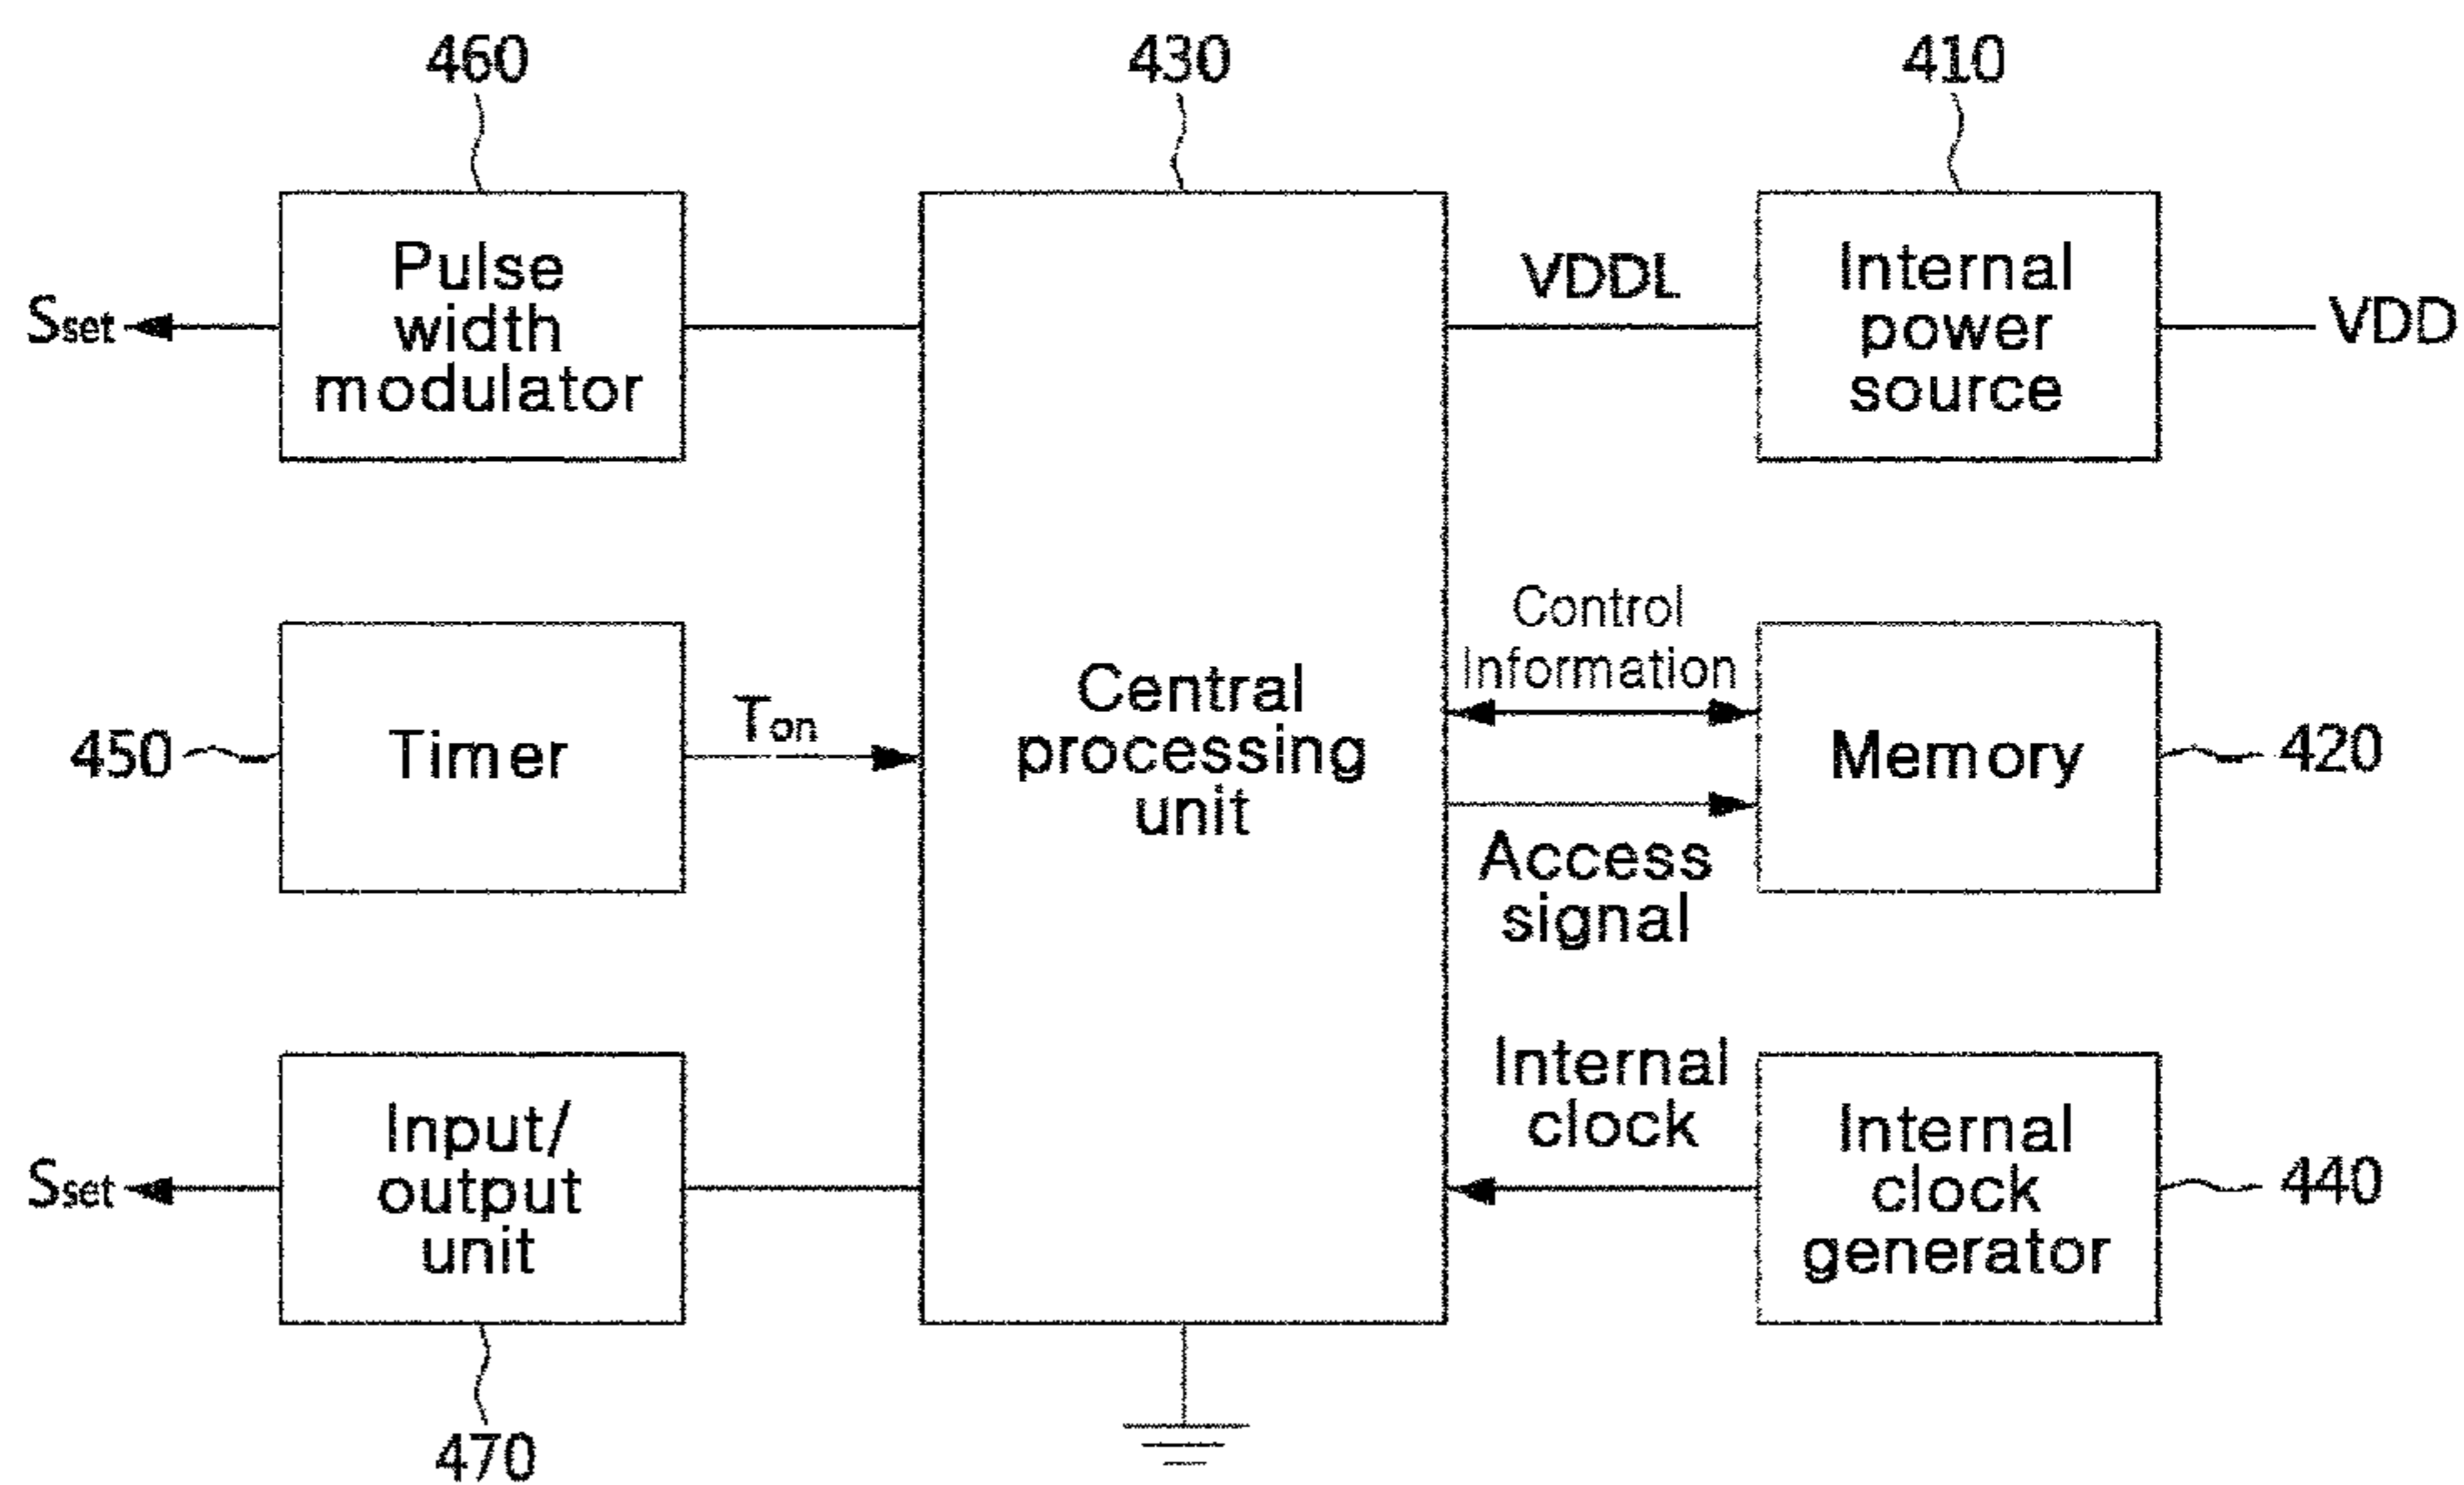 460
430
410
Pulse
width
modulator
Sset
VDDL
Internal
power
source
VDD
Control
Information
450
Timer
Ton
Central
processing
unit
Memory
420
Access
signal
Internal
clock
Input/
output
unit
Sset
Internal
clock
generator
440
470